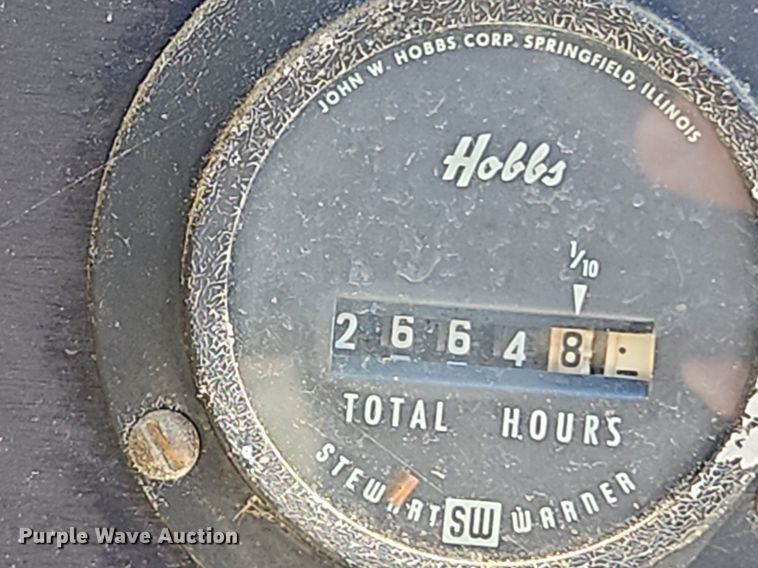 JOHN W. HOBBS CORP. SPRINGFIELD, ILLINOIS
Hobbs
1/10
2 6 6 4 8
TOTAL HOURS
STEWART SW WARNER
Purple Wave Auction